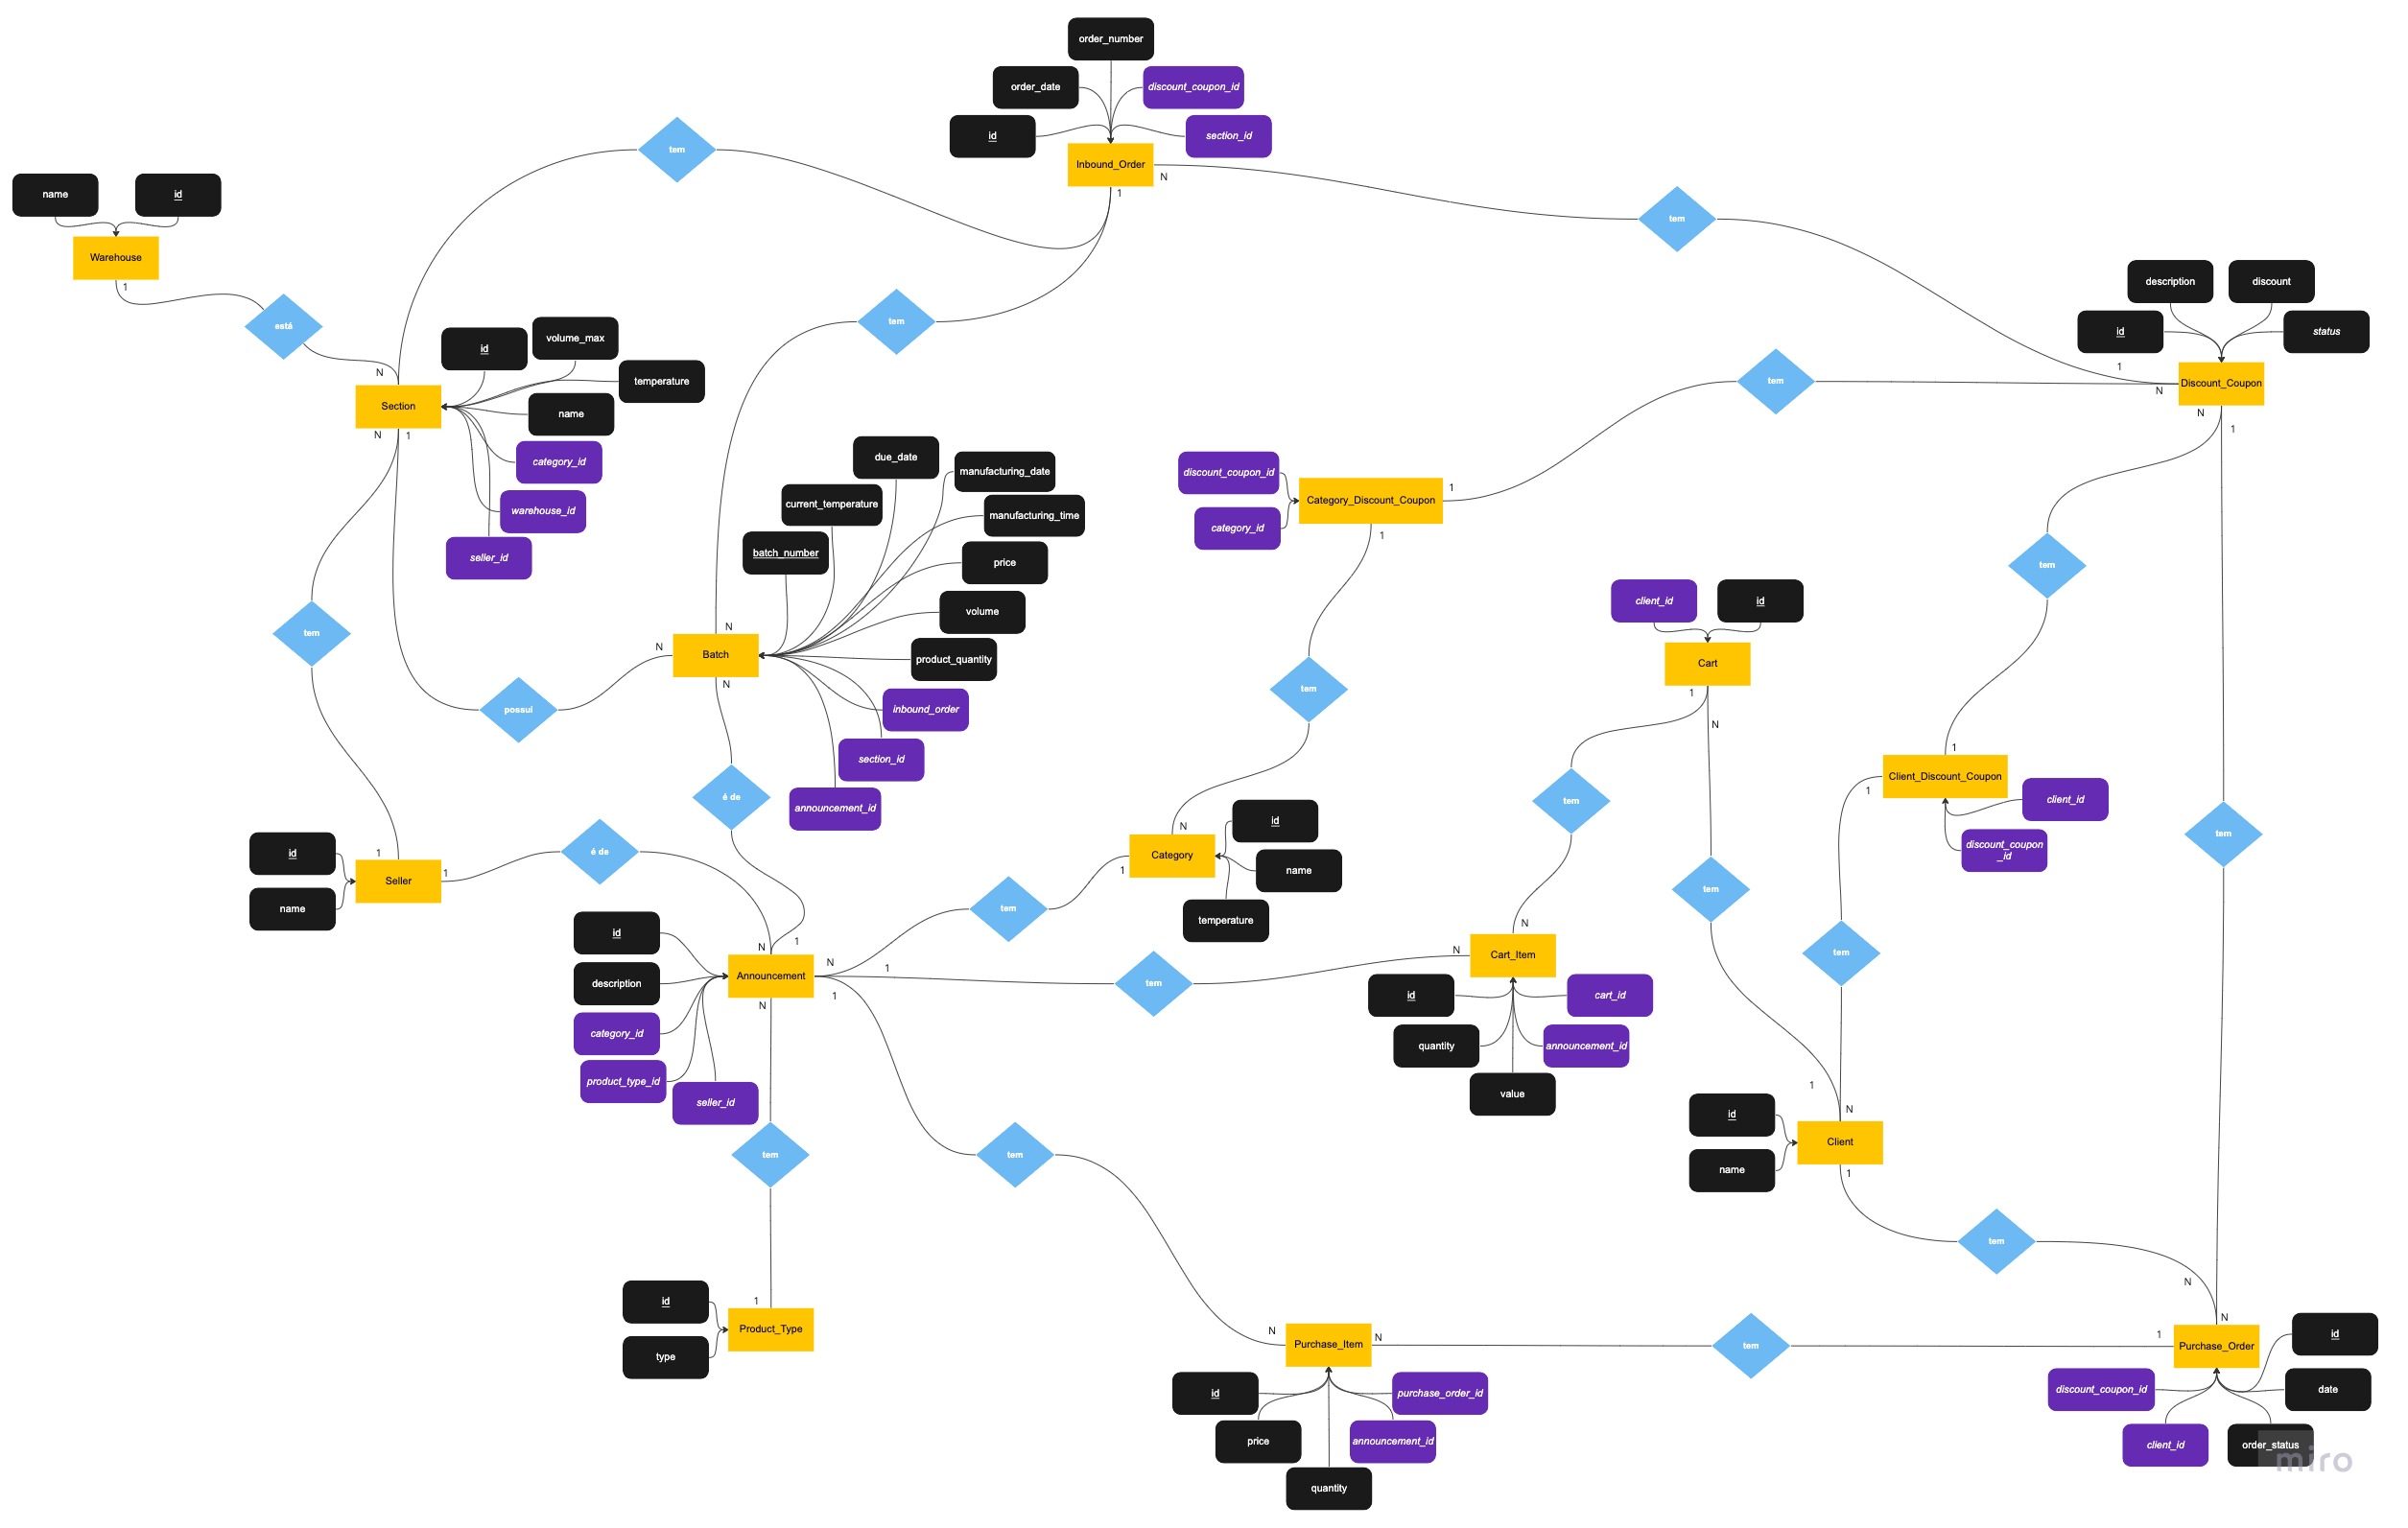 order_number
order_date
discount_coupon_id
id
section_id
Inbound_Order
N
1
tem
tem
name
id
Warehouse
1
está
tem
description
discount
id
status
Discount_Coupon
1
N
N
1
tem
id
volume_max
temperature
name
category_id
warehouse_id
seller_id
N
Section
N
1
due_date
manufacturing_date
current_temperature
manufacturing_time
batch_number
price
volume
product_quantity
inbound_order
section_id
announcement_id
N
N
Batch
N
discount_coupon_id
category_id
Category_Discount_Coupon
1
1
tem
client_id
id
Cart
1
N
tem
possui
tem
é de
tem
tem
1
Client_Discount_Coupon
1
client_id
discount_coupon
_id
tem
id
name
1
Seller
1
é de
N
Category
1
id
name
temperature
tem
tem
tem
id
description
category_id
product_type_id
seller_id
N
1
Announcement
N
1
1
N
tem
N
N
Cart_Item
id
cart_id
quantity
announcement_id
value
1
N
id
name
Client
1
tem
tem
tem
id
type
1
Product_Type
N
Purchase_Item
N
id
purchase_order_id
price
announcement_id
quantity
tem
N
N
1
Purchase_Order
id
discount_coupon_id
date
client_id
order_status
miro